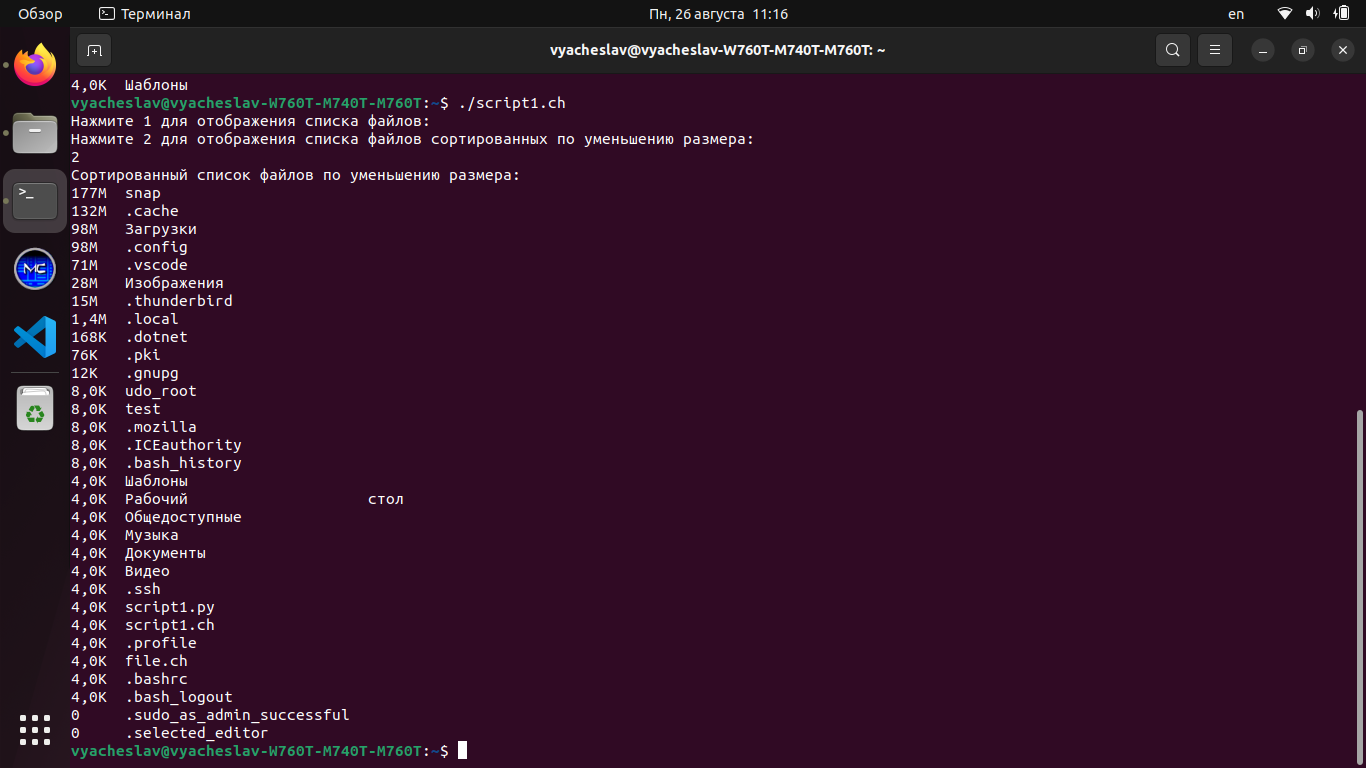 Обзор Терминал Пн, 26 августа 11:16 en
vyacheslav@vyacheslav-W760T-M740T-M760T: ~
4,0K Шаблоны
vyacheslav@vyacheslav-W760T-M740T-M760T:~$ ./script1.ch
Нажмите 1 для отображения списка файлов:
Нажмите 2 для отображения списка файлов сортированных по уменьшению размера:
2
Сортированный список файлов по уменьшению размера:
177M snap
132M .cache
98M Загрузки
98M .config
71M .vscode
28M Изображения
15M .thunderbird
1,4M .local
168K .dotnet
76K .pki
12K .gnupg
8,0K udo_root
8,0K test
8,0K .mozilla
8,0K .ICEauthority
8,0K .bash_history
4,0K Шаблоны
4,0K Рабочий стол
4,0K Общедоступные
4,0K Музыка
4,0K Документы
4,0K Видео
4,0K .ssh
4,0K script1.py
4,0K script1.ch
4,0K .profile
4,0K file.ch
4,0K .bashrc
4,0K .bash_logout
0 .sudo_as_admin_successful
0 .selected_editor
vyacheslav@vyacheslav-W760T-M740T-M760T:~$
>_
MC